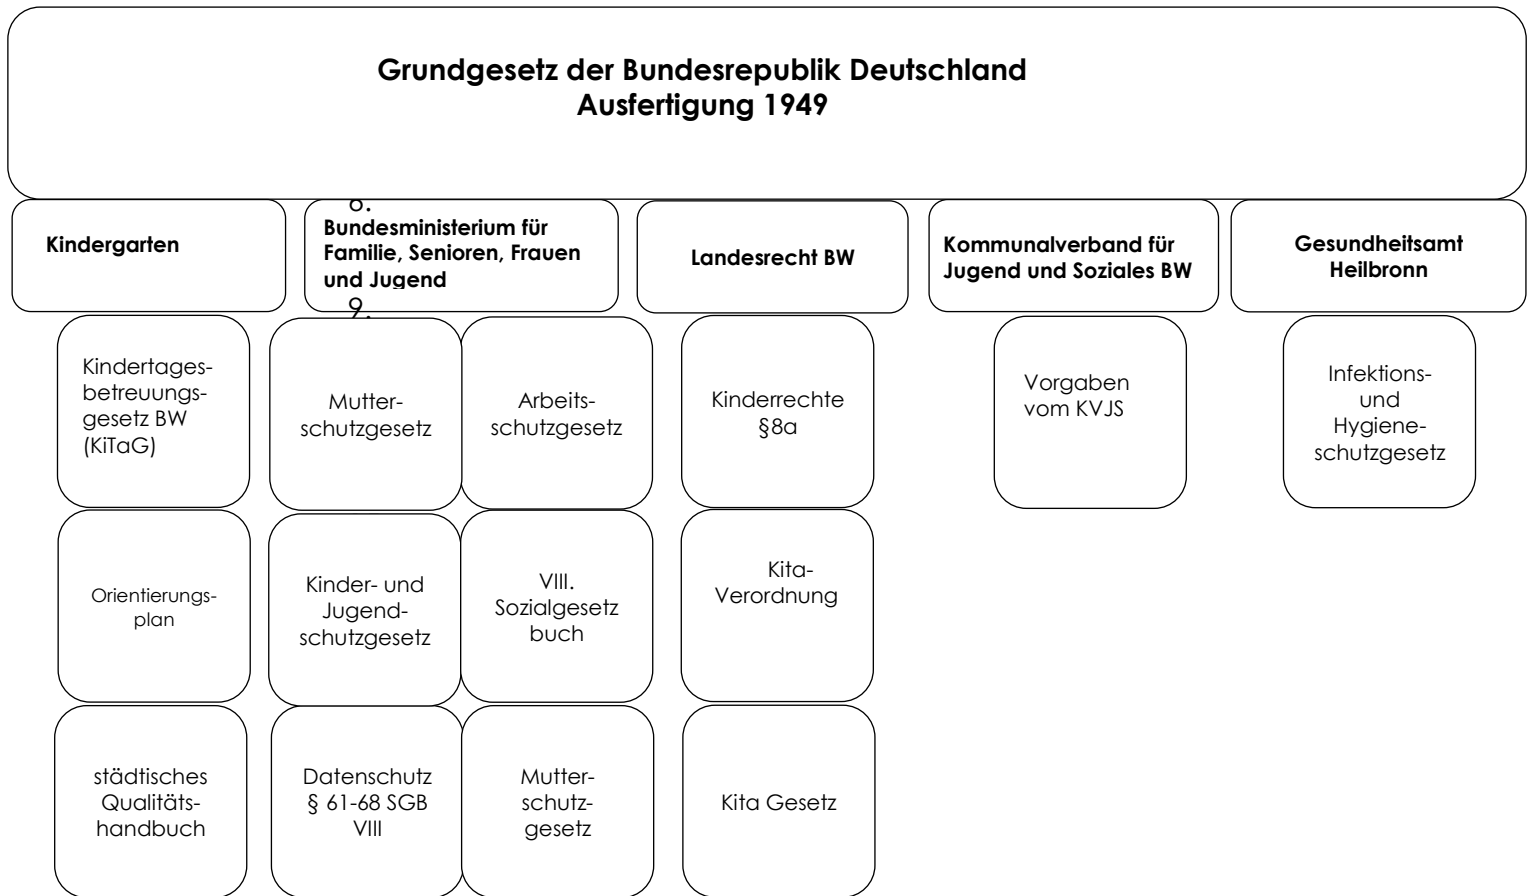 Grundgesetz der Bundesrepublik Deutschland
Ausfertigung 1949
Kindergarten
8.
Bundesministerium für
Familie, Senioren, Frauen
und Jugend
9.
Landesrecht BW
Kommunalverband für
Jugend und Soziales BW
Gesundheitsamt
Heilbronn
Kindertages-
betreuungs-
gesetz BW
(KiTaG)
Mutter-
schutzgesetz
Arbeits-
schutzgesetz
Kinderrechte
§8a
Vorgaben
vom KVJS
Infektions-
und
Hygiene-
schutzgesetz
Orientierungs-
plan
Kinder- und
Jugend-
schutzgesetz
VIII.
Sozialgesetz
buch
Kita-
Verordnung
städtisches
Qualitäts-
handbuch
Datenschutz
§ 61-68 SGB
VIII
Mutter-
schutz-
gesetz
Kita Gesetz